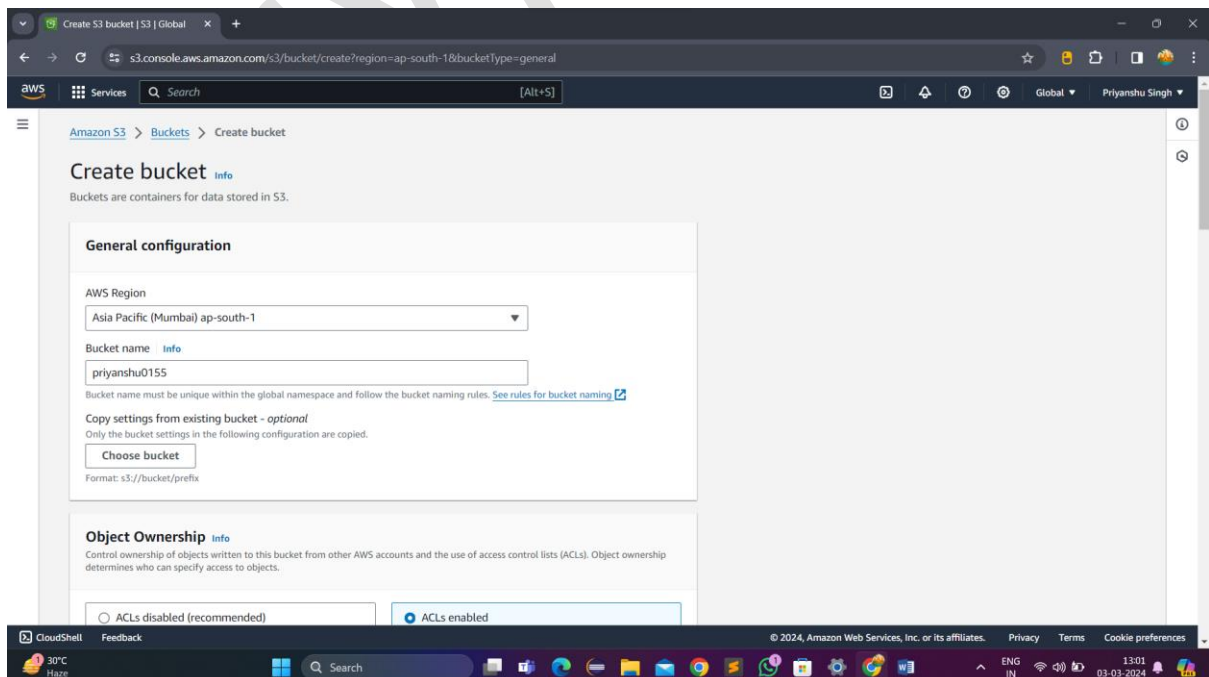 Create S3 bucket | S3 | Global
s3.console.aws.amazon.com/s3/bucket/create?region=ap-south-1&bucketType=general
aws Services Search [Alt+S] Global Priyanshu Singh
Amazon S3 > Buckets > Create bucket
Create bucket Info
Buckets are containers for data stored in S3.
General configuration
AWS Region
Asia Pacific (Mumbai) ap-south-1
Bucket name Info
priyanshu0155
Bucket name must be unique within the global namespace and follow the bucket naming rules. See rules for bucket naming
Copy settings from existing bucket - optional
Only the bucket settings in the following configuration are copied.
Choose bucket
Format: s3://bucket/prefix
Object Ownership Info
Control ownership of objects written to this bucket from other AWS accounts and the use of access control lists (ACLs). Object ownership
determines who can specify access to objects.
ACLs disabled (recommended) ACLs enabled
CloudShell Feedback © 2024, Amazon Web Services, Inc. or its affiliates. Privacy Terms Cookie preferences
1 30°C Search ENG 13:01
Haze IN 03-03-2024